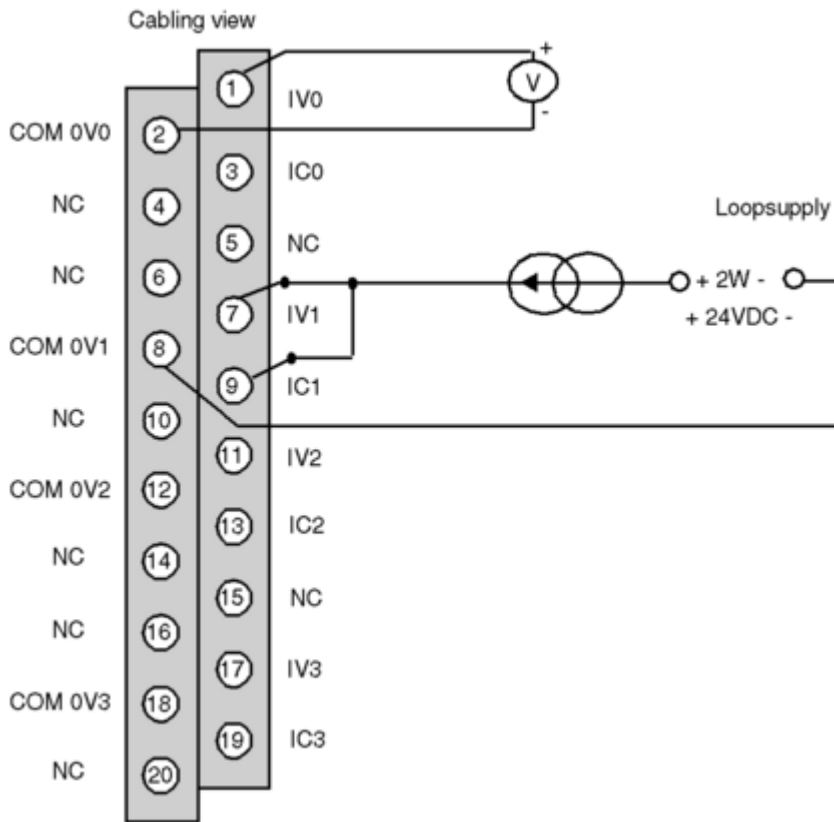 Cabling view
1
IV0
+
V
-
COM 0V0
2
3
IC0
NC
4
5
NC
Loopsupply
NC
6
+ 2W -
+ 24VDC -
7
IV1
COM 0V1
8
9
IC1
NC
10
11
IV2
COM 0V2
12
13
IC2
NC
14
15
NC
NC
16
17
IV3
COM 0V3
18
19
IC3
NC
20